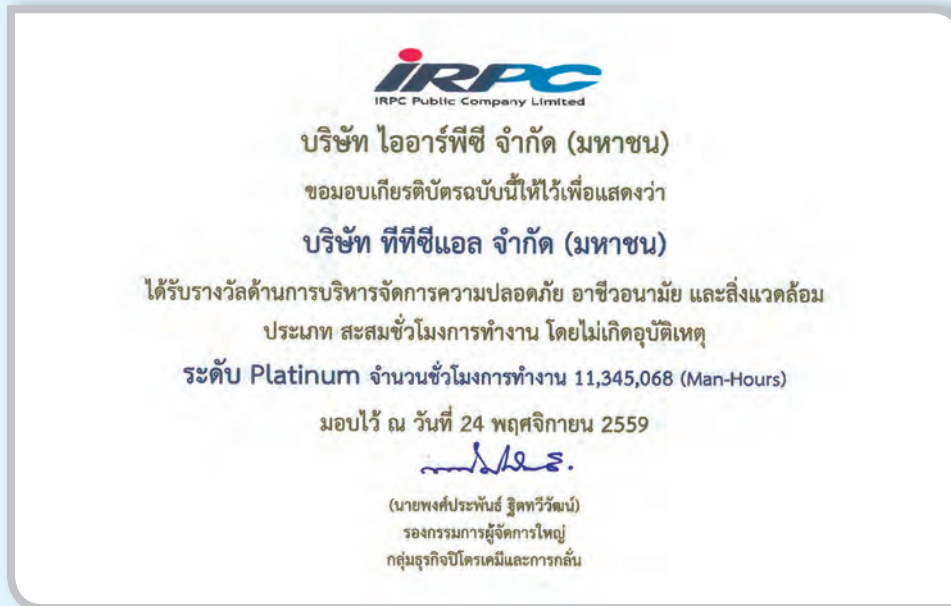 IRPC
IRPC Public Company Limited
บริษัท ไออาร์พีซี จำกัด (มหาชน)
ขอมอบเกียรติบัตรฉบับนี้ให้ไว้เพื่อแสดงว่า
บริษัท ทีทีซีแอล จำกัด (มหาชน)
ได้รับรางวัลด้านการบริหารจัดการความปลอดภัย อาชีวอนามัย และสิ่งแวดล้อม
ประเภท สะสมชั่วโมงการทำงาน โดยไม่เกิดอุบัติเหตุ
ระดับ Platinum จำนวนชั่วโมงการทำงาน 11,345,068 (Man-Hours)
มอบไว้ ณ วันที่ 24 พฤศจิกายน 2559
(นายพงศ์ประพันธ์ ฐิตทวีวัฒน์)
รองกรรมการผู้จัดการใหญ่
กลุ่มธุรกิจปิโตรเคมีและการกลั่น